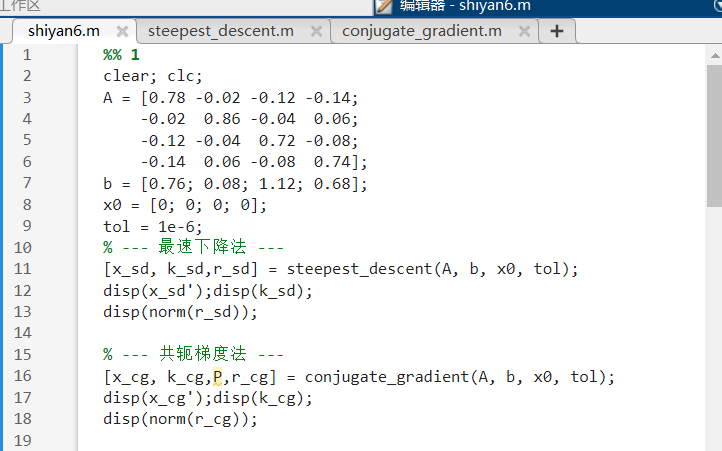 工作区
编辑器 - shiyan6.m
shiyan6.m × steepest_descent.m × conjugate_gradient.m × +
1 %% 1
2 clear; clc;
3 A = [0.78 -0.02 -0.12 -0.14;
4 -0.02 0.86 -0.04 0.06;
5 -0.12 -0.04 0.72 -0.08;
6 -0.14 0.06 -0.08 0.74];
7 b = [0.76; 0.08; 1.12; 0.68];
8 x0 = [0; 0; 0; 0];
9 tol = 1e-6;
10 % --- 最速下降法 ---
11 [x_sd, k_sd,r_sd] = steepest_descent(A, b, x0, tol);
12 disp(x_sd');disp(k_sd);
13 disp(norm(r_sd));
14
15 % --- 共轭梯度法 ---
16 [x_cg, k_cg,P,r_cg] = conjugate_gradient(A, b, x0, tol);
17 disp(x_cg');disp(k_cg);
18 disp(norm(r_cg));
19